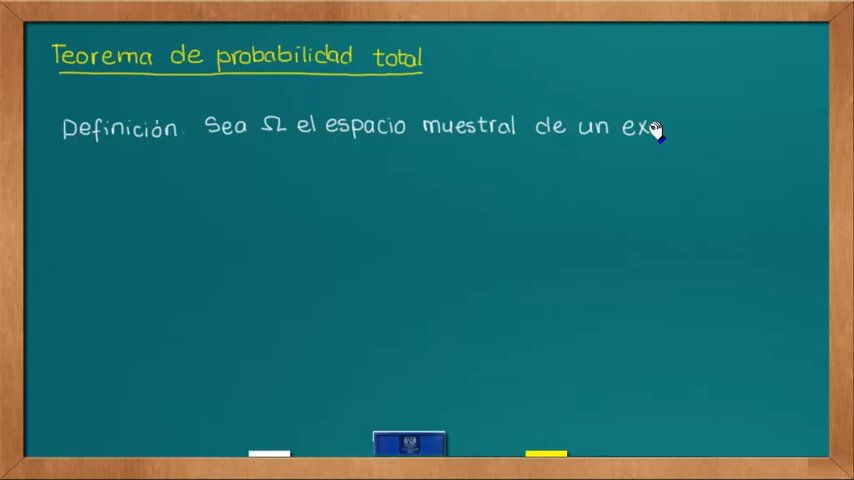 Teorema de probabilidad total
Definición. Sea Ω el espacio muestral de un ex